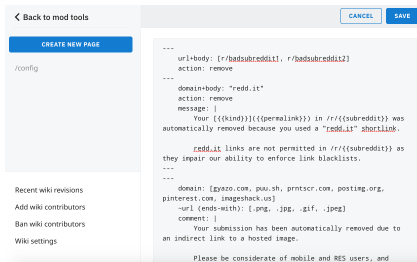 Back to mod tools
CANCEL
SAVE
CREATE NEW PAGE
/config
Recent wiki revisions
Add wiki contributors
Ban wiki contributors
Wiki settings
---
url+body: [r/badsubreddit1, r/badsubreddit2]
action: remove
---
domain+body: "redd.it"
action: remove
message: |
Your [{{kind}}]({{permalink}}) in /r/{{subreddit}} was
automatically removed because you used a "redd.it" shortlink.
redd.it links are not permitted in /r/{{subreddit}} as
they impair our ability to enforce link blacklists.
---
---
domain: [gyazo.com, puu.sh, prntscr.com, postimg.org,
pinterest.com, imageshack.us]
~url (ends-with): [.png, .jpg, .gif, .jpeg]
comment: |
Your submission has been automatically removed due to
an indirect link to a hosted image.
Please be considerate of mobile and RES users, and